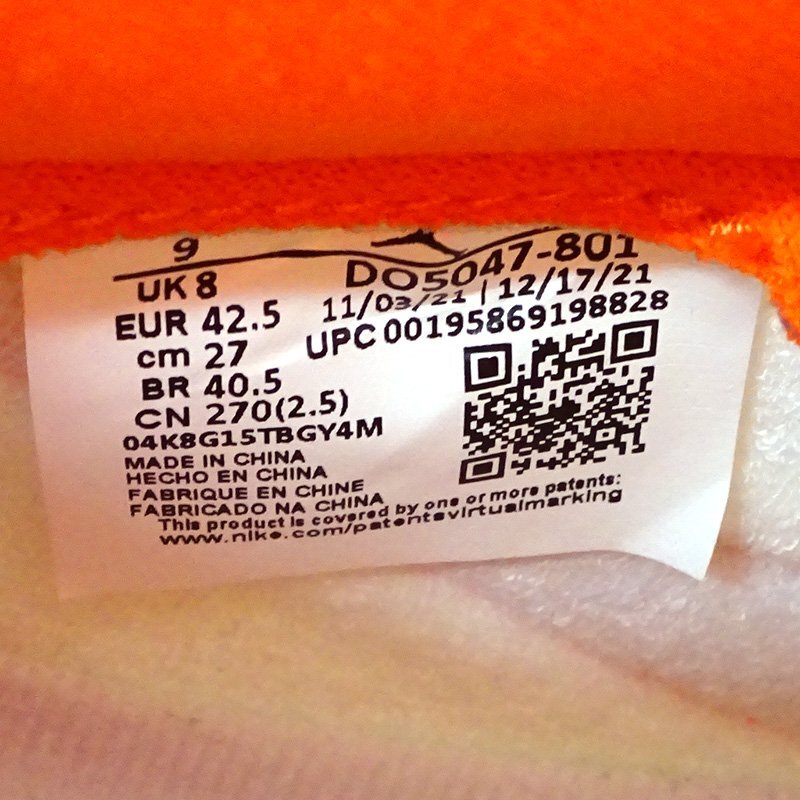 9
UK 8
EUR 42.5
cm 27
BR 40.5
CN 270(2.5)
04K8G15TBGY4M
MADE IN CHINA
HECHO EN CHINA
FABRIQUE EN CHINE
FABRICADO NA CHINA
DO5047-801
11/03/21 | 12/17/21
UPC 00195869198828
This product is covered by one or more patents:
www.nike.com/patentsvirtualmarking